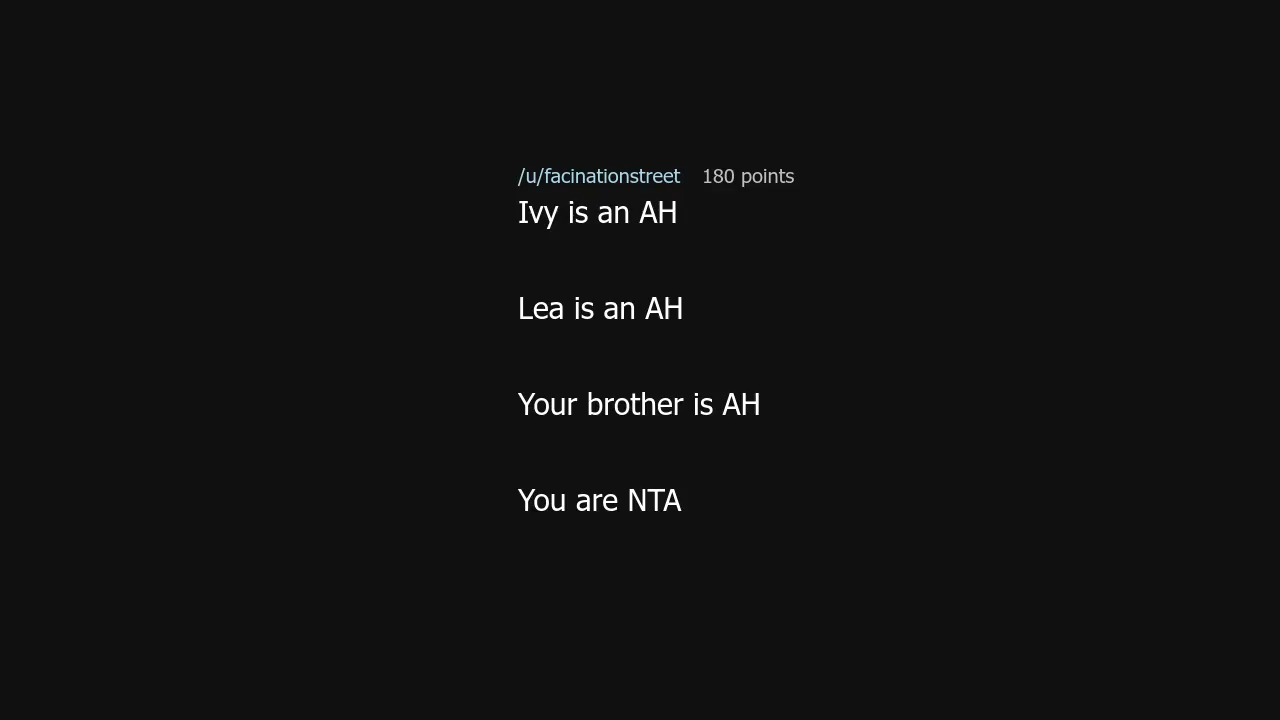 /u/facinationstreet 180 points
Ivy is an AH
Lea is an AH
Your brother is AH
You are NTA